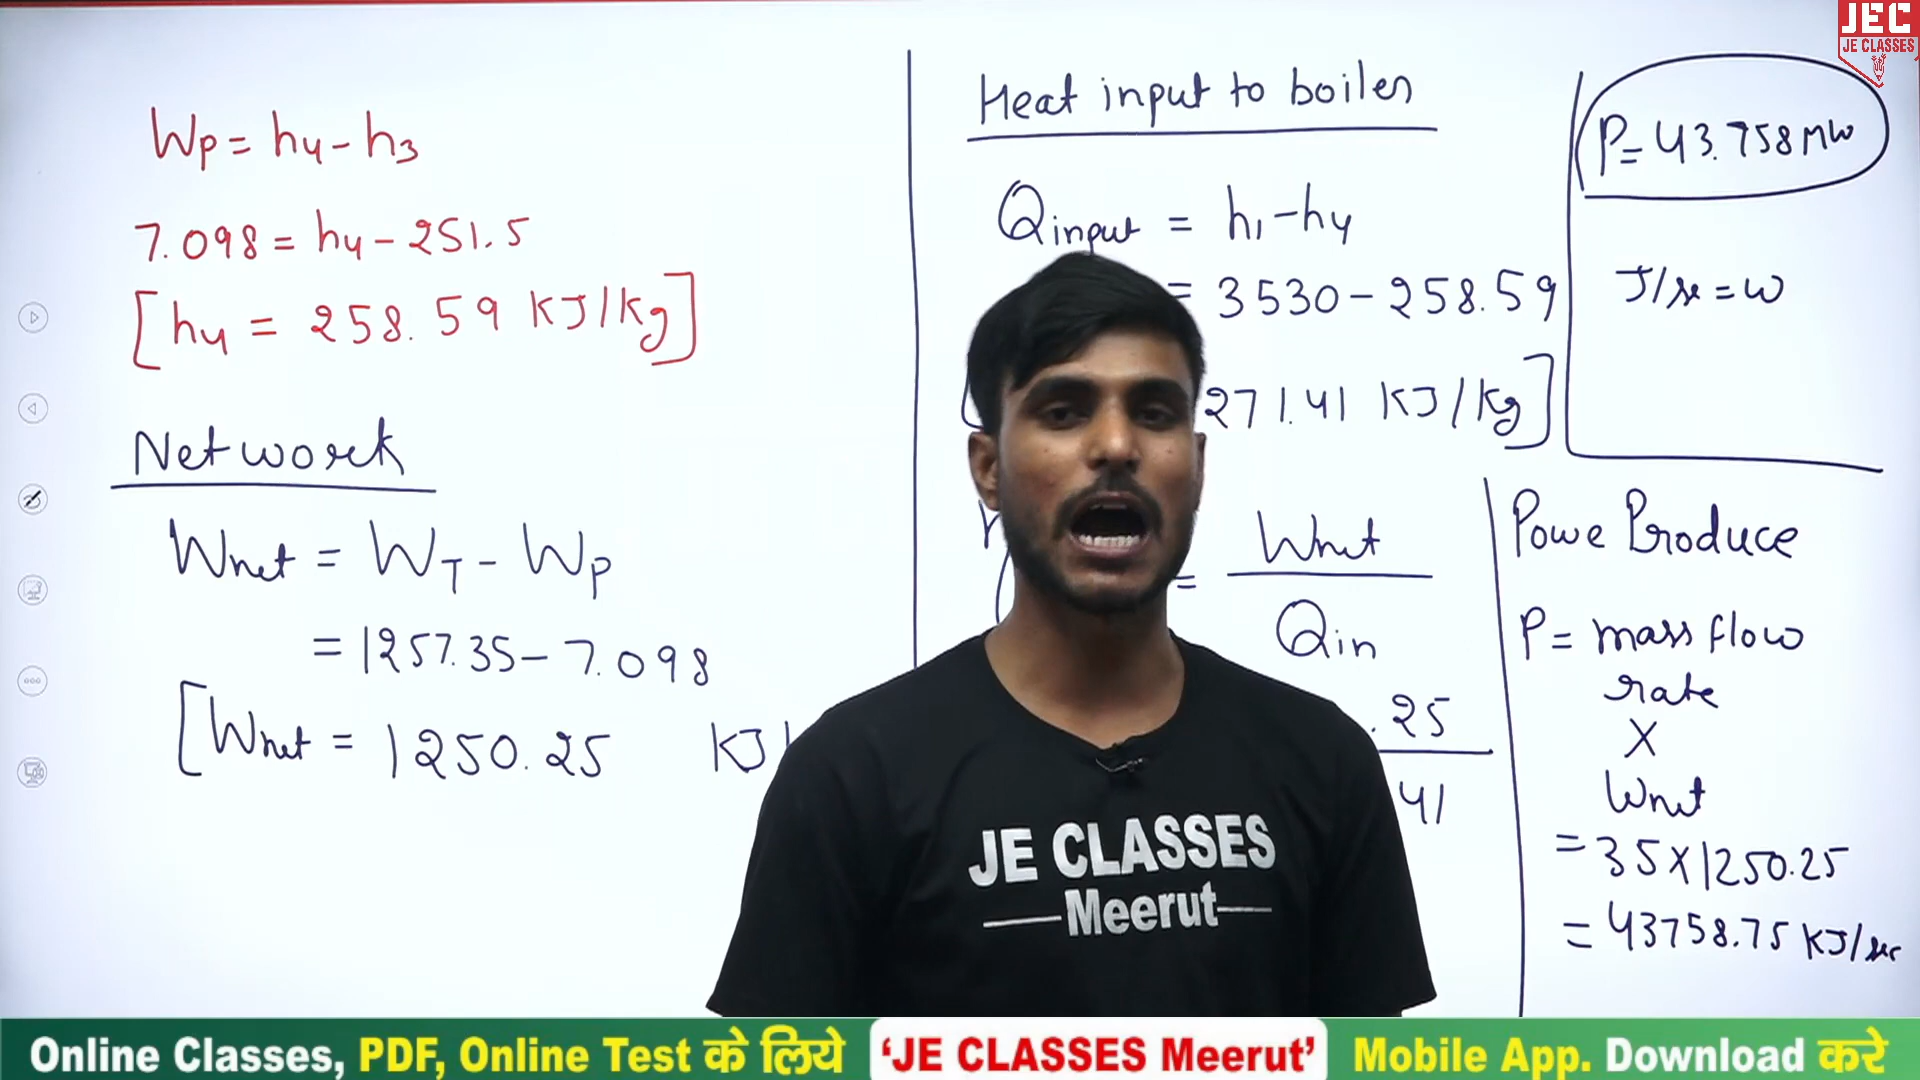 JEC
JE CLASSES
Wp = h4 - h3
7.098 = h4 - 251.5
[h4 = 258.59 KJ/Kg]
Net work
Wnet = WT - Wp
= 1257.35 - 7.098
[Wnet = 1250.25 KJ
Heat input to boiler
Qinput = h1 - h4
= 3530 - 258.59
271.41 KJ/Kg]
= Wnet
Qin
.25
41
P = 43.758 MW
J/se = W
Powe Produce
P = mass flow
rate
X
Wnet
= 35 X 1250.25
= 43758.75 KJ/sec
JE CLASSES
Meerut
Online Classes, PDF, Online Test के लिये 'JE CLASSES Meerut' Mobile App. Download करे